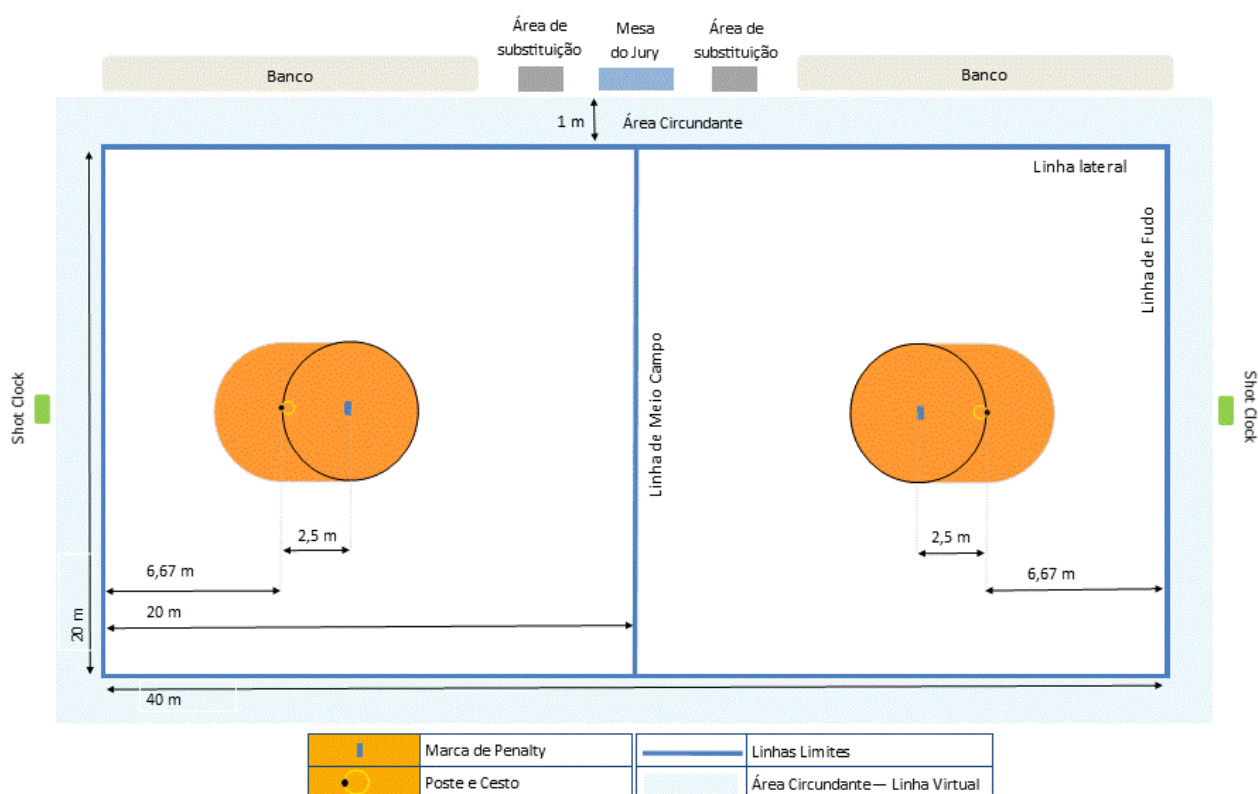 Área de
substituição
Mesa
do Jury
Área de
substituição
Banco
Banco
1 m
Área Circundante
Linha lateral
Linha de Fudo
Linha de Meio Campo
Shot Clock
Shot Clock
2,5 m
2,5 m
6,67 m
6,67 m
20 m
20 m
40 m
Marca de Penalty
Linhas Limites
Poste e Cesto
Área Circundante— Linha Virtual